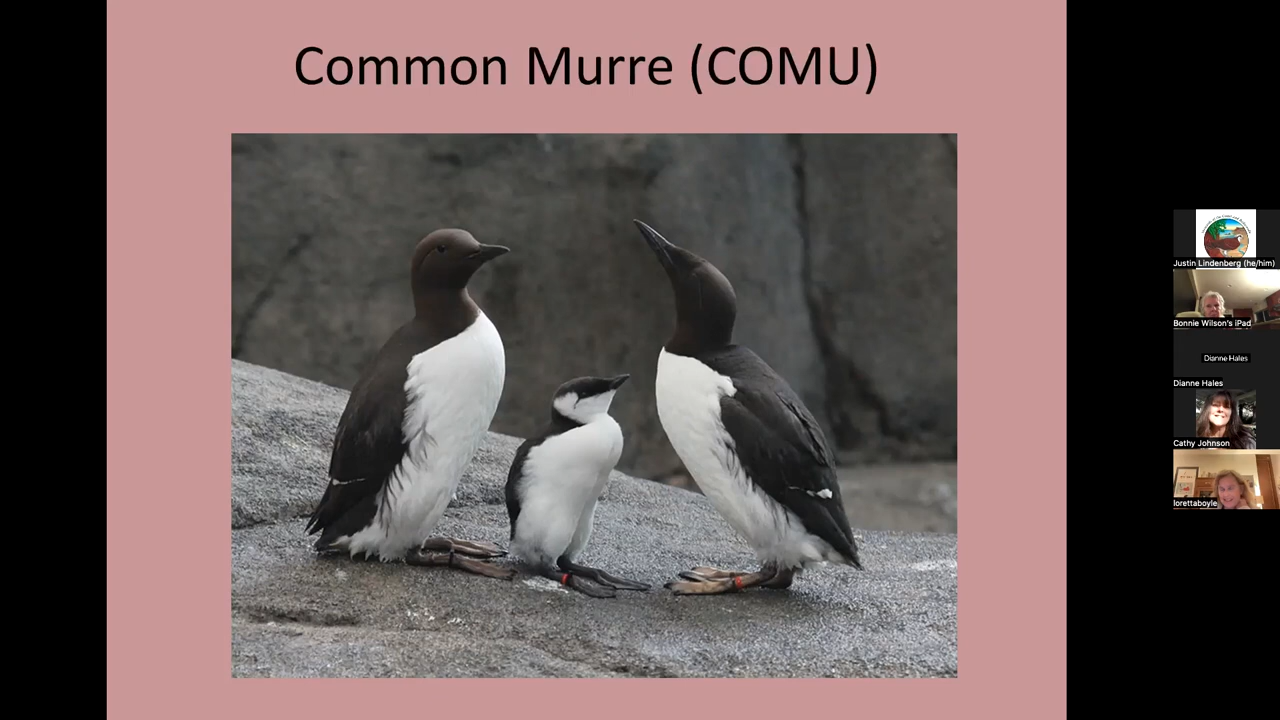 Common Murre (COMU)
Justin Lindenberg (he/him)
Bonnie Wilson's iPad
Dianne Hales
Dianne Hales
Cathy Johnson
lorettaboyle